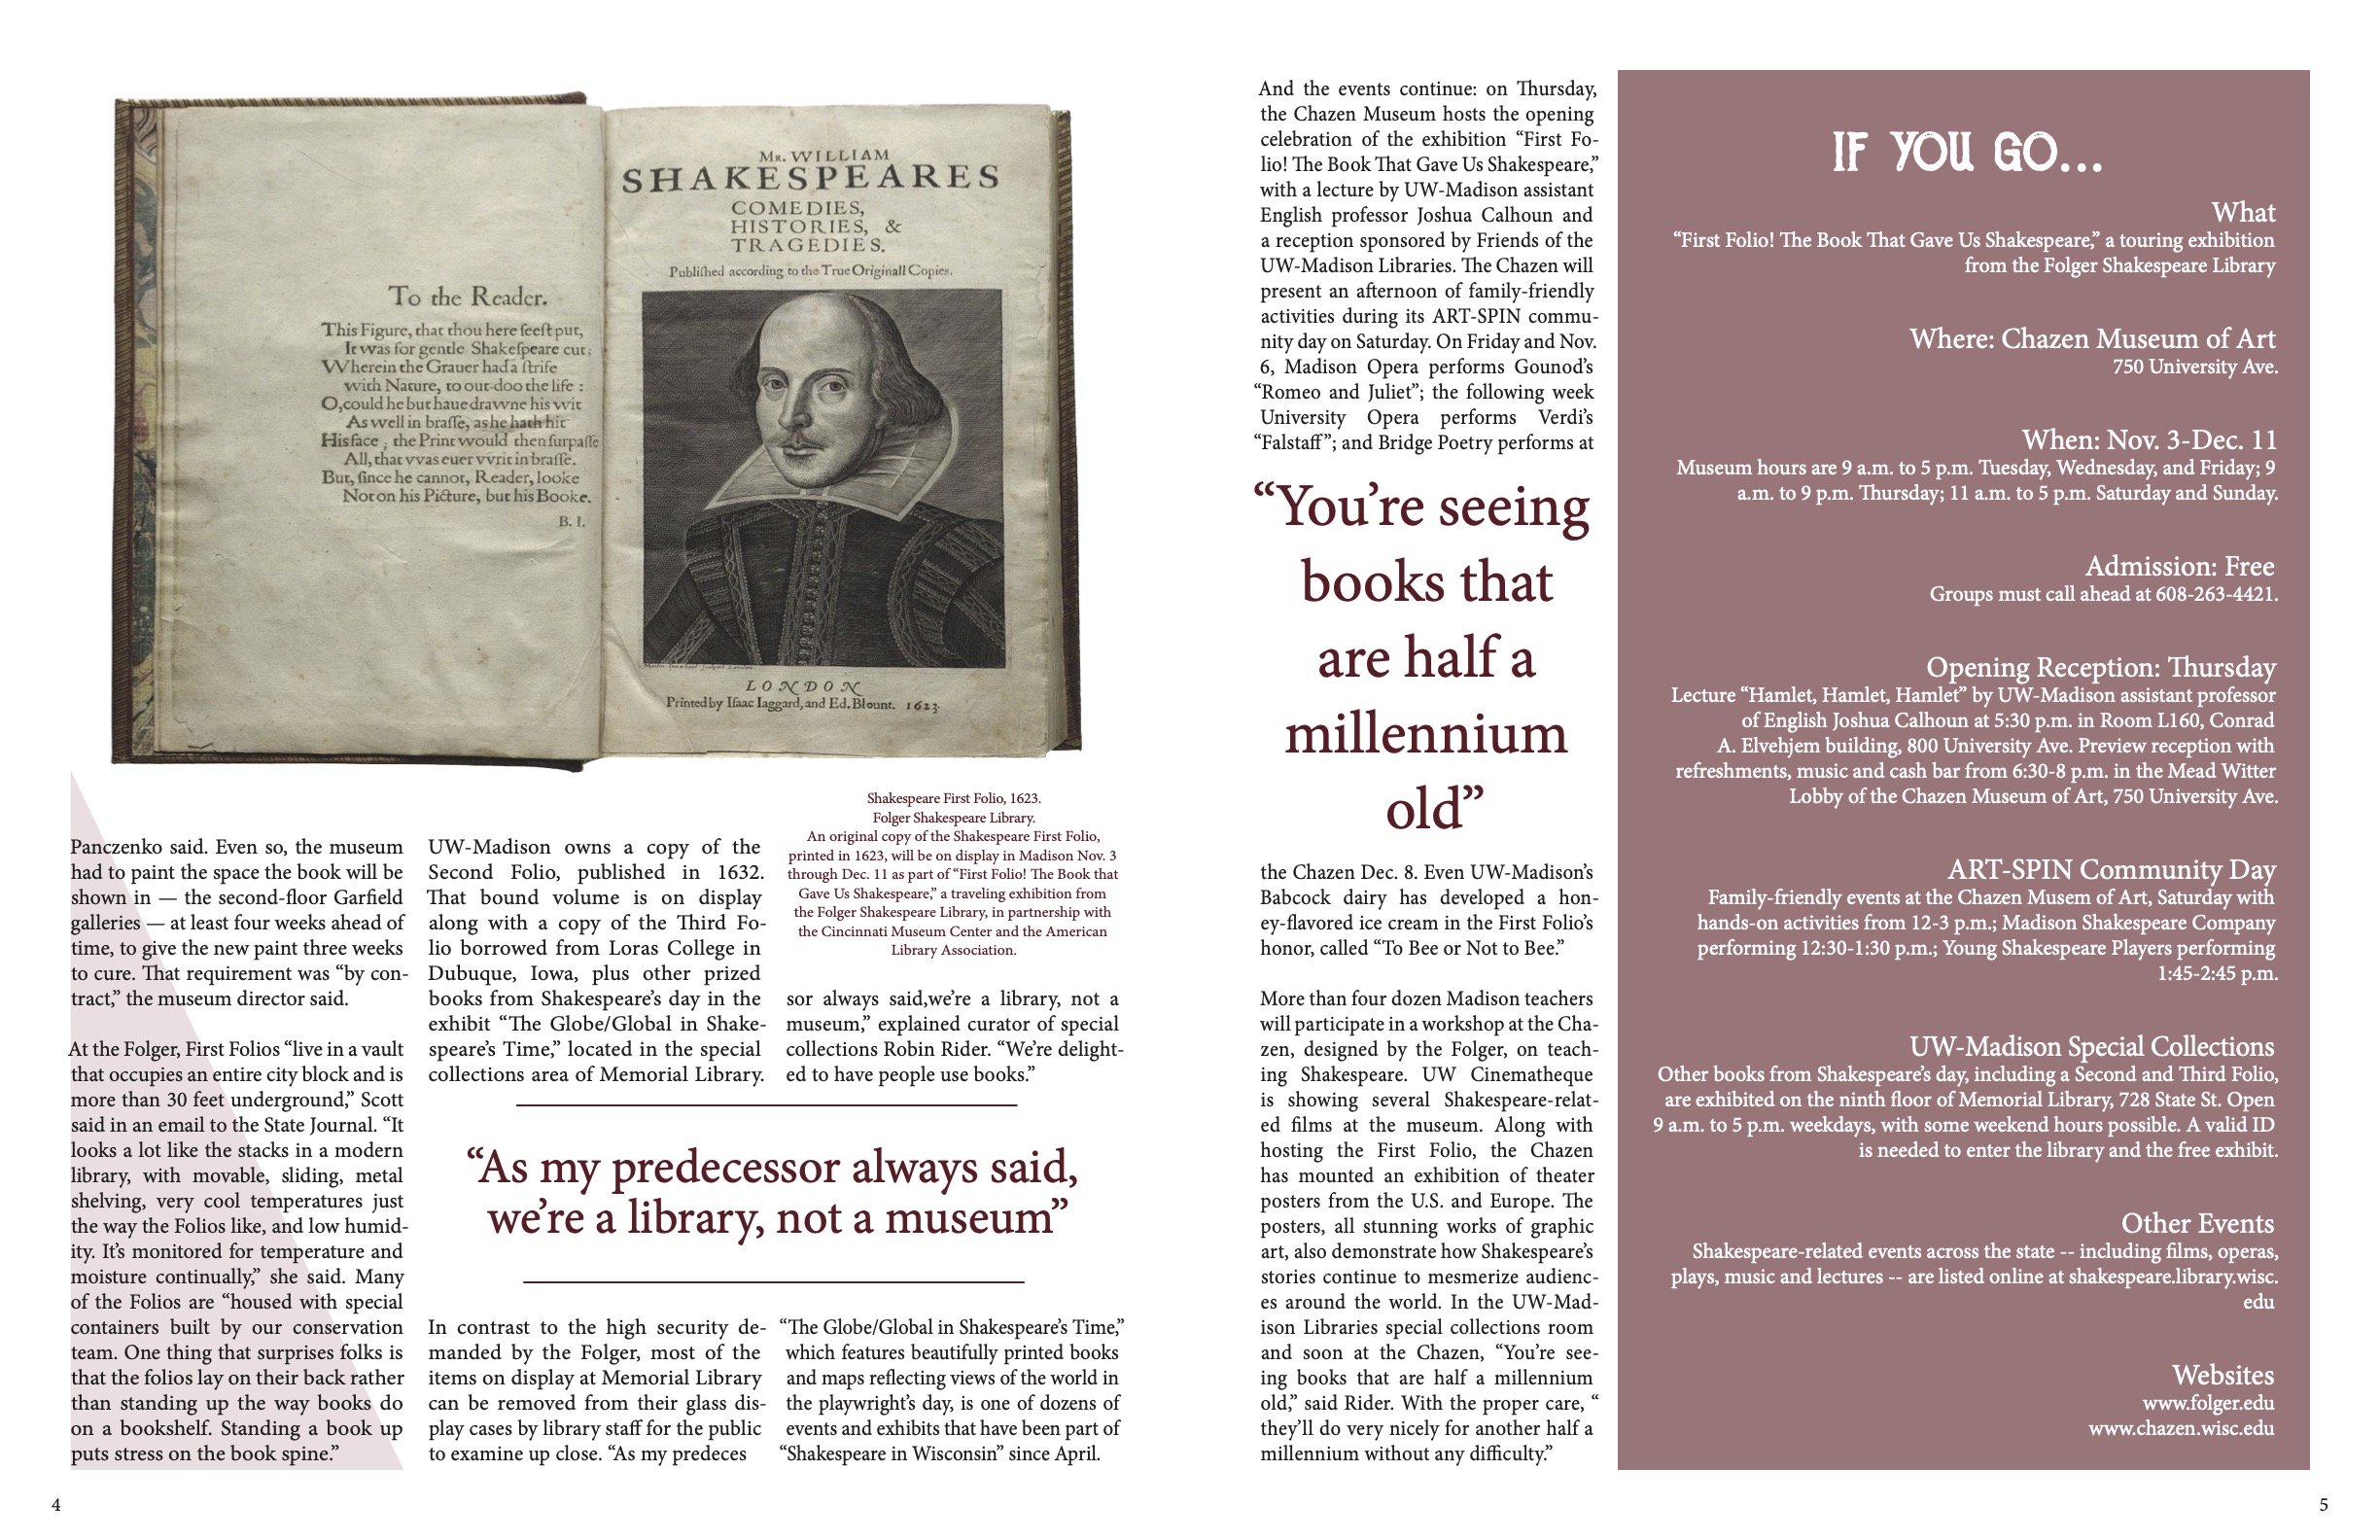 To the Reader.
This Figure, that thou here seest put,
It was for gentle Shakespeare cut;
Wherein the Grauer had a strife
with Nature, to out-doo the life :
O, could he but haue dravvne his vvit
As well in brasse, as he hath hit
His face ; the Print would then surpasse
All, that vvas euer vvrit in brasse.
But, since he cannot, Reader, looke
Not on his Picture, but his Booke.
B. I.
Mr. WILLIAM
SHAKESPEARES
COMEDIES,
HISTORIES, &
TRAGEDIES.
Published according to the True Originall Copies.
LONDON
Printed by Isaac Iaggard, and Ed. Blount. 1623.
Panczenko said. Even so, the museum
had to paint the space the book will be
shown in — the second-floor Garfield
galleries — at least four weeks ahead of
time, to give the new paint three weeks
to cure. That requirement was “by con-
tract,” the museum director said.
At the Folger, First Folios “live in a vault
that occupies an entire city block and is
more than 30 feet underground,” Scott
said in an email to the State Journal. “It
looks a lot like the stacks in a modern
library, with movable, sliding, metal
shelving, very cool temperatures just
the way the Folios like, and low humid-
ity. It’s monitored for temperature and
moisture continually,” she said. Many
of the Folios are “housed with special
containers built by our conservation
team. One thing that surprises folks is
that the folios lay on their back rather
than standing up the way books do
on a bookshelf. Standing a book up
puts stress on the book spine.”
UW-Madison owns a copy of the
Second Folio, published in 1632.
That bound volume is on display
along with a copy of the Third Fo-
lio borrowed from Loras College in
Dubuque, Iowa, plus other prized
books from Shakespeare’s day in the
exhibit “The Globe/Global in Shake-
speare’s Time,” located in the special
collections area of Memorial Library.
“As my predecessor always said,
we’re a library, not a museum”
In contrast to the high security de-
manded by the Folger, most of the
items on display at Memorial Library
can be removed from their glass dis-
play cases by library staff for the public
to examine up close. “As my predeces
Shakespeare First Folio, 1623.
Folger Shakespeare Library.
An original copy of the Shakespeare First Folio,
printed in 1623, will be on display in Madison Nov. 3
through Dec. 11 as part of “First Folio! The Book that
Gave Us Shakespeare,” a traveling exhibition from
the Folger Shakespeare Library, in partnership with
the Cincinnati Museum Center and the American
Library Association.
sor always said,we’re a library, not a
museum,” explained curator of special
collections Robin Rider. “We’re delight-
ed to have people use books.”
“The Globe/Global in Shakespeare’s Time,”
which features beautifully printed books
and maps reflecting views of the world in
the playwright’s day, is one of dozens of
events and exhibits that have been part of
“Shakespeare in Wisconsin” since April.
4
And the events continue: on Thursday,
the Chazen Museum hosts the opening
celebration of the exhibition “First Fo-
lio! The Book That Gave Us Shakespeare,”
with a lecture by UW-Madison assistant
English professor Joshua Calhoun and
a reception sponsored by Friends of the
UW-Madison Libraries. The Chazen will
present an afternoon of family-friendly
activities during its ART-SPIN commu-
nity day on Saturday. On Friday and Nov.
6, Madison Opera performs Gounod’s
“Romeo and Juliet”; the following week
University Opera performs Verdi’s
“Falstaff”; and Bridge Poetry performs at
“You’re seeing
books that
are half a
millennium
old”
the Chazen Dec. 8. Even UW-Madison’s
Babcock dairy has developed a hon-
ey-flavored ice cream in the First Folio’s
honor, called “To Bee or Not to Bee.”
More than four dozen Madison teachers
will participate in a workshop at the Cha-
zen, designed by the Folger, on teach-
ing Shakespeare. UW Cinematheque
is showing several Shakespeare-relat-
ed films at the museum. Along with
hosting the First Folio, the Chazen
has mounted an exhibition of theater
posters from the U.S. and Europe. The
posters, all stunning works of graphic
art, also demonstrate how Shakespeare’s
stories continue to mesmerize audienc-
es around the world. In the UW-Mad-
ison Libraries special collections room
and soon at the Chazen, “You’re see-
ing books that are half a millennium
old,” said Rider. With the proper care, “
they’ll do very nicely for another half a
millennium without any difficulty.”
IF YOU GO...
What
“First Folio! The Book That Gave Us Shakespeare,” a touring exhibition
from the Folger Shakespeare Library
Where: Chazen Museum of Art
750 University Ave.
When: Nov. 3-Dec. 11
Museum hours are 9 a.m. to 5 p.m. Tuesday, Wednesday, and Friday; 9
a.m. to 9 p.m. Thursday; 11 a.m. to 5 p.m. Saturday and Sunday.
Admission: Free
Groups must call ahead at 608-263-4421.
Opening Reception: Thursday
Lecture “Hamlet, Hamlet, Hamlet” by UW-Madison assistant professor
of English Joshua Calhoun at 5:30 p.m. in Room L160, Conrad
A. Elvehjem building, 800 University Ave. Preview reception with
refreshments, music and cash bar from 6:30-8 p.m. in the Mead Witter
Lobby of the Chazen Museum of Art, 750 University Ave.
ART-SPIN Community Day
Family-friendly events at the Chazen Musem of Art, Saturday with
hands-on activities from 12-3 p.m.; Madison Shakespeare Company
performing 12:30-1:30 p.m.; Young Shakespeare Players performing
1:45-2:45 p.m.
UW-Madison Special Collections
Other books from Shakespeare’s day, including a Second and Third Folio,
are exhibited on the ninth floor of Memorial Library, 728 State St. Open
9 a.m. to 5 p.m. weekdays, with some weekend hours possible. A valid ID
is needed to enter the library and the free exhibit.
Other Events
Shakespeare-related events across the state -- including films, operas,
plays, music and lectures -- are listed online at shakespeare.library.wisc.
edu
Websites
www.folger.edu
www.chazen.wisc.edu
5